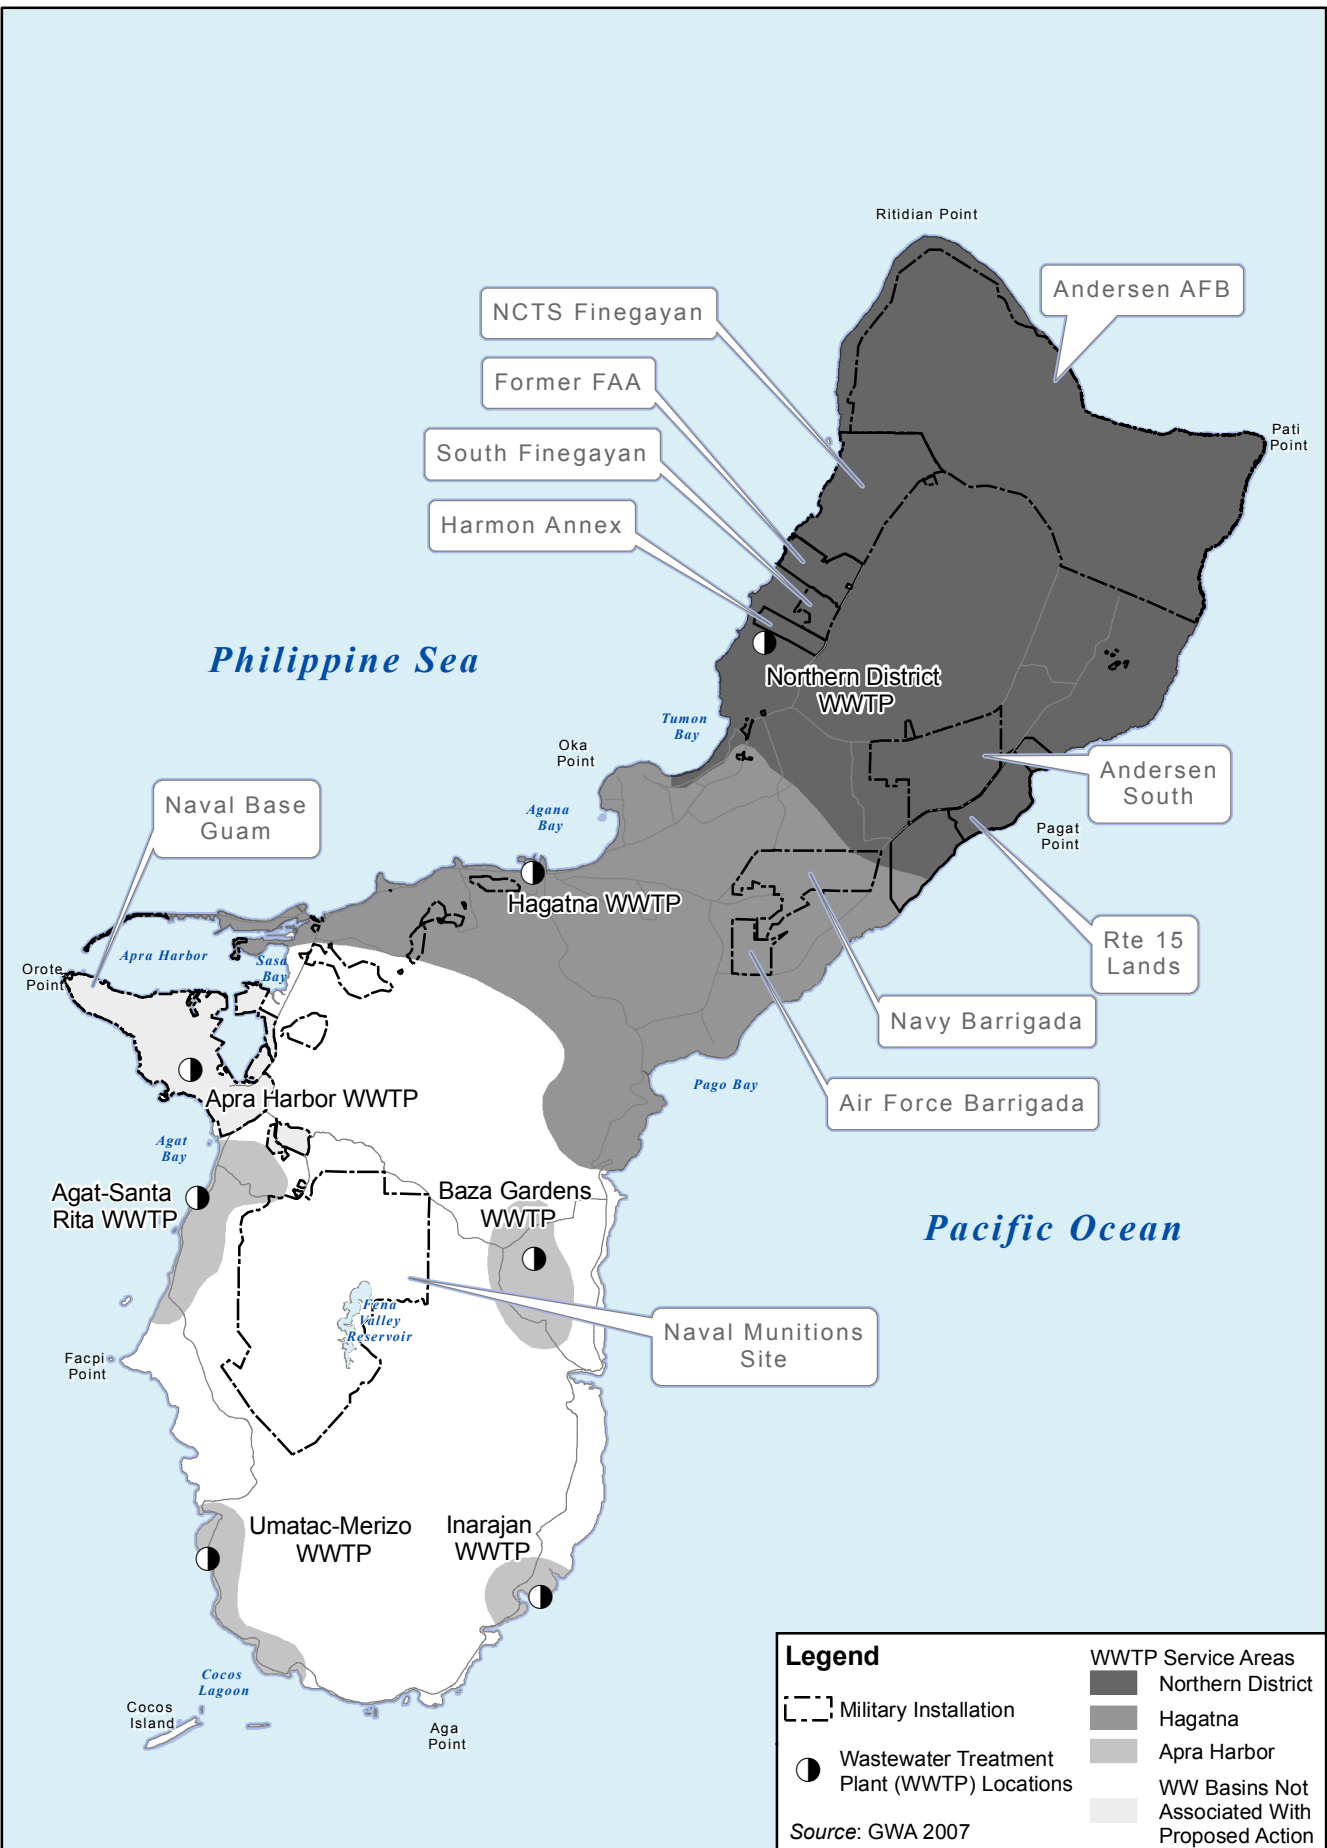 Ritidian Point
Andersen AFB
NCTS Finegayan
Former FAA
South Finegayan
Harmon Annex
Pati
Point
Philippine Sea
Northern District
WWTP
Tumon
Bay
Oka
Point
Andersen
South
Naval Base
Guam
Agana
Bay
Pagat
Point
Hagatna WWTP
Rte 15
Lands
Apra Harbor
Sasa
Bay
Orote
Point
Navy Barrigada
Pago Bay
Air Force Barrigada
Apra Harbor WWTP
Agat
Bay
Agat-Santa
Rita WWTP
Baza Gardens
WWTP
Pacific Ocean
Fena
Valley
Reservoir
Naval Munitions
Site
Facpi
Point
Umatac-Merizo
WWTP
Inarajan
WWTP
Cocos
Lagoon
Cocos
Island
Aga
Point
Legend
Military Installation
Wastewater Treatment
Plant (WWTP) Locations
Source: GWA 2007
WWTP Service Areas
Northern District
Hagatna
Apra Harbor
WW Basins Not
Associated With
Proposed Action